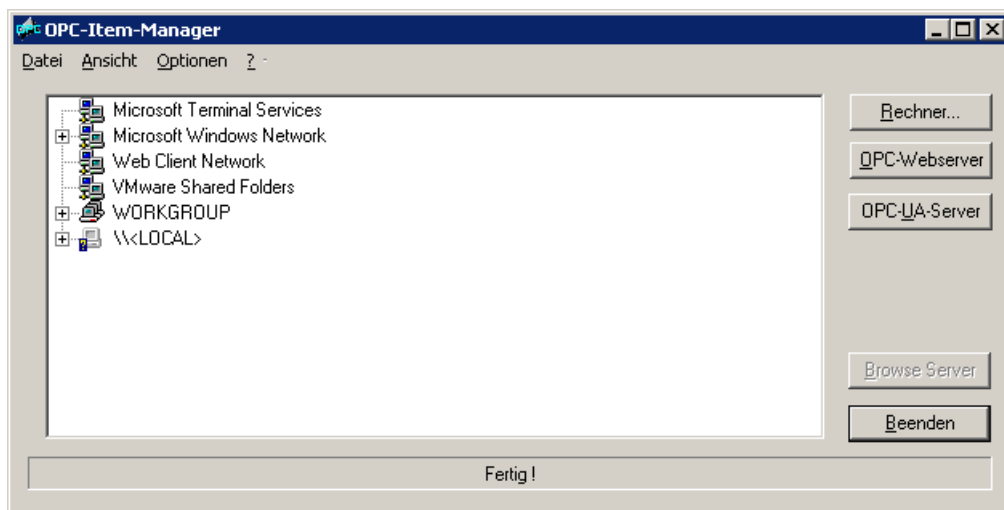 OPC-Item-Manager
Datei Ansicht Optionen ?
Microsoft Terminal Services
Microsoft Windows Network
Web Client Network
VMware Shared Folders
WORKGROUP
\\<LOCAL>
Rechner...
OPC-Webserver
OPC-UA-Server
Browse Server
Beenden
Fertig !